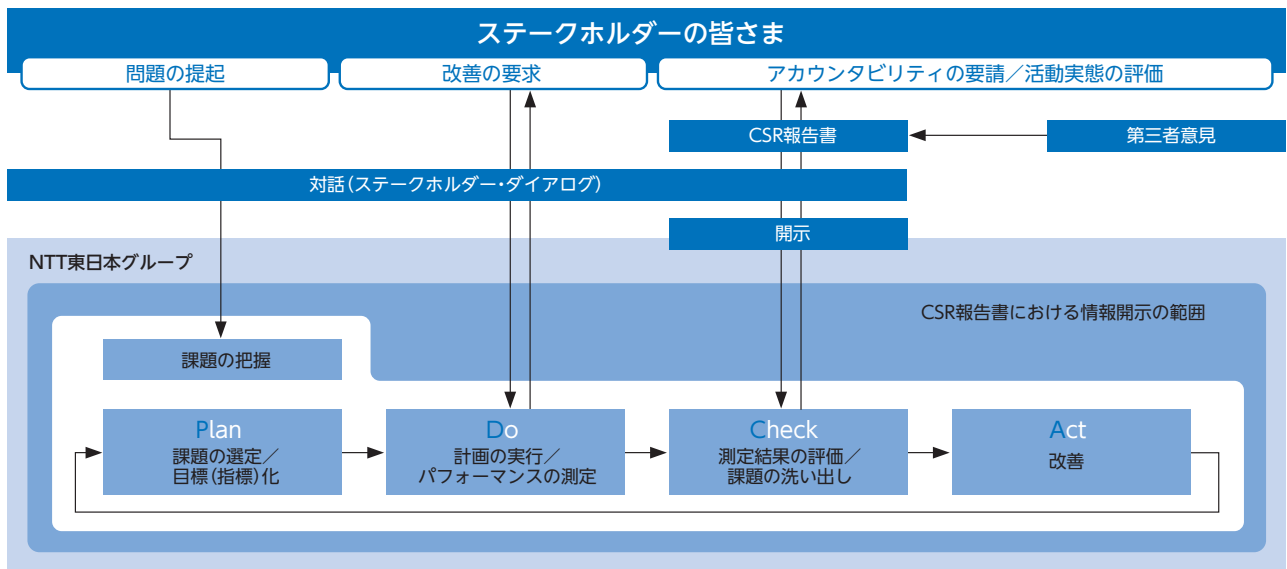 ステークホルダーの皆さま
問題の提起
改善の要求
アカウンタビリティの要請／活動実態の評価
CSR報告書
第三者意見
対話（ステークホルダー・ダイアログ）
開示
NTT東日本グループ
CSR報告書における情報開示の範囲
課題の把握
Plan
課題の選定／
目標（指標）化
Do
計画の実行／
パフォーマンスの測定
Check
測定結果の評価／
課題の洗い出し
Act
改善